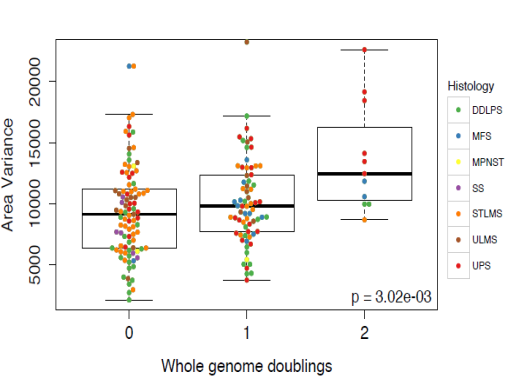 Area Variance
20000
15000
10000
5000
0
1
2
Whole genome doublings
p = 3.02e-03
Histology
DDLPS
MFS
MPNST
SS
STLMS
ULMS
UPS